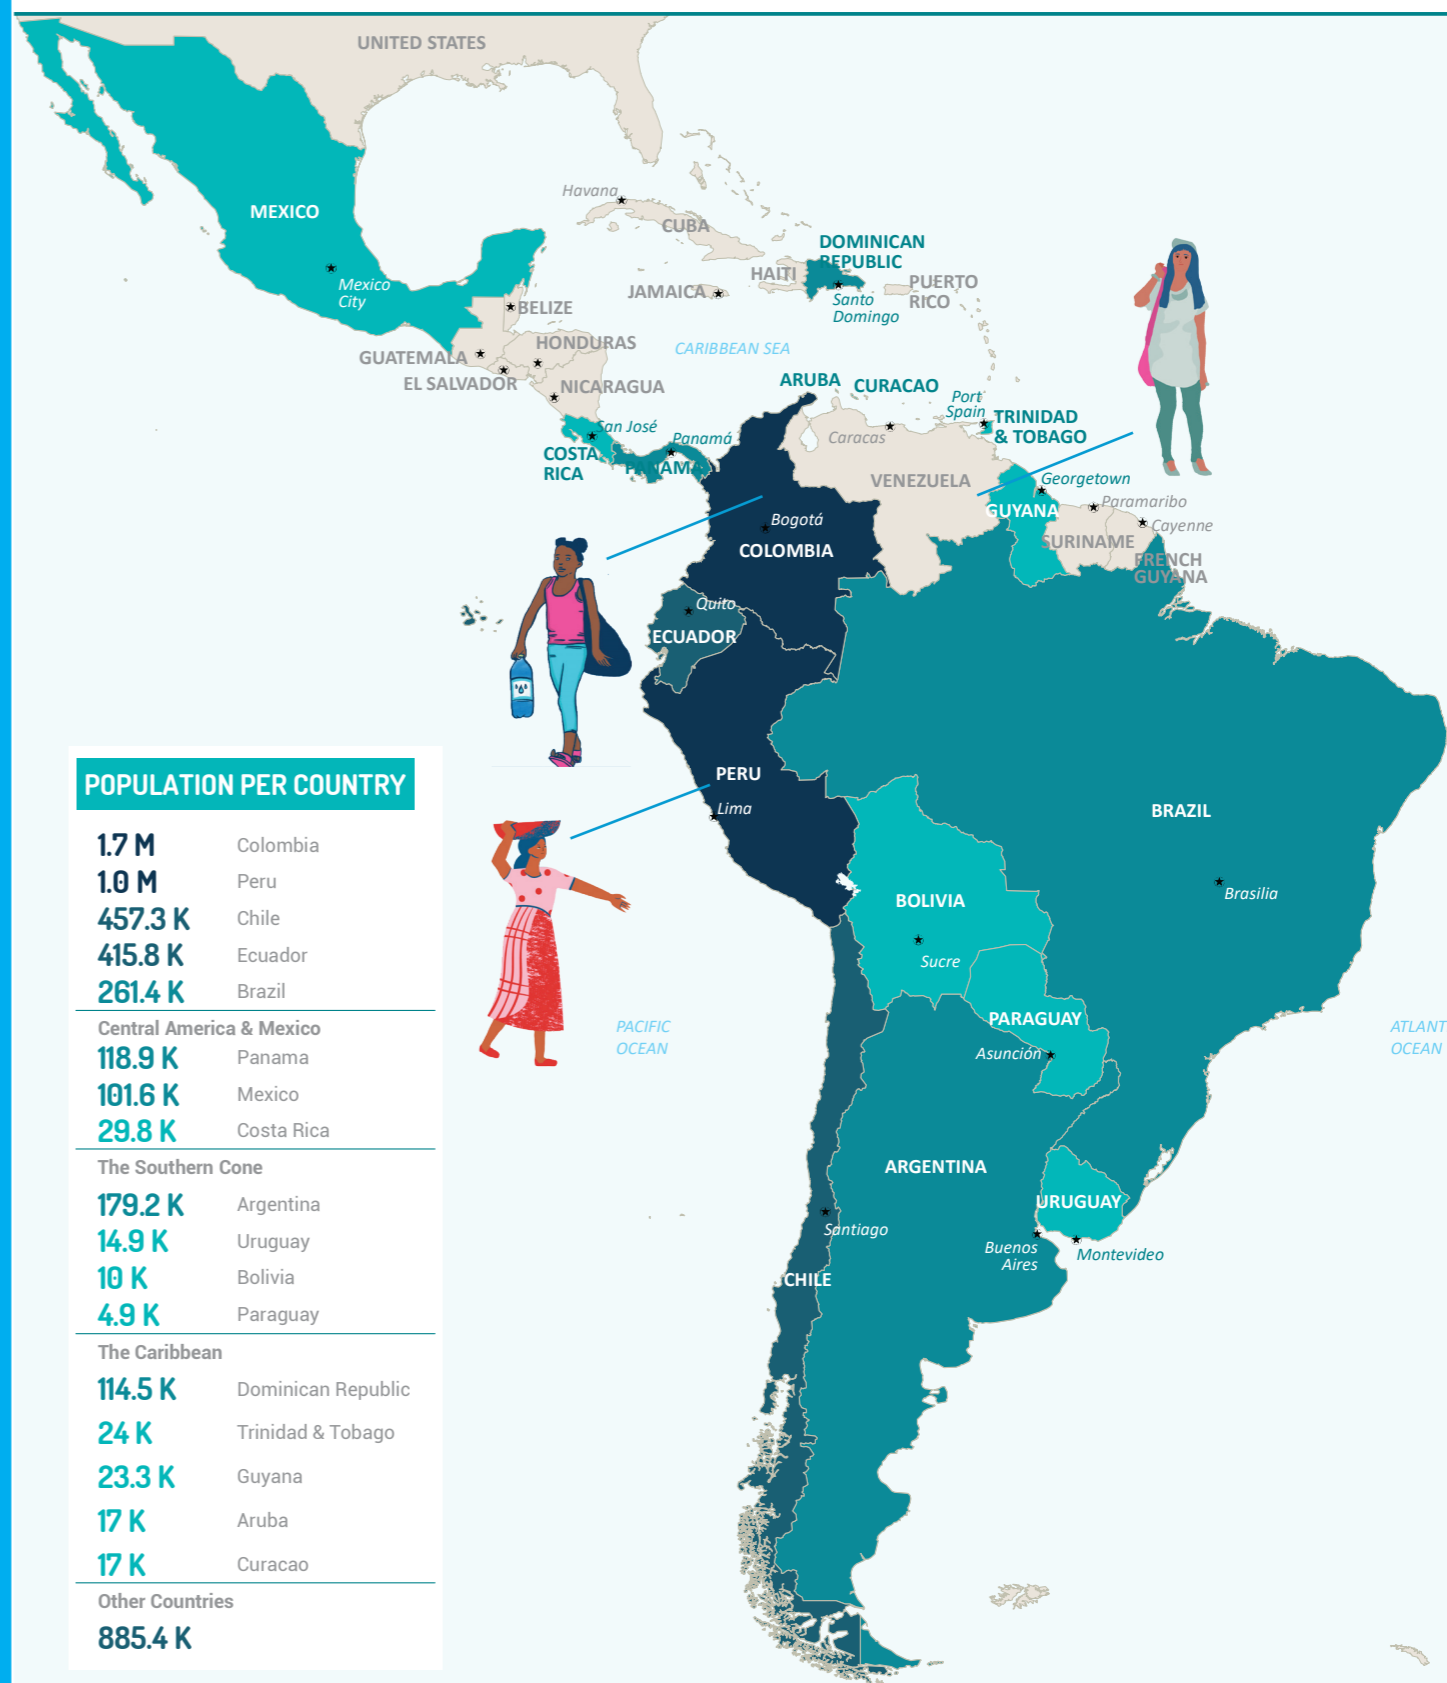 UNITED STATES
MEXICO
Mexico
City
Havana
CUBA
DOMINICAN
REPUBLIC
HAITI
JAMAICA
PUERTO
RICO
Santo
Domingo
BELIZE
HONDURAS
GUATEMALA
EL SALVADOR
NICARAGUA
CARIBBEAN SEA
ARUBA
CURACAO
Port
Spain
TRINIDAD
& TOBAGO
San José
Panamá
COSTA
RICA
PANAMA
Caracas
VENEZUELA
Georgetown
GUYANA
Paramaribo
SURINAME
Cayenne
FRENCH
GUYANA
Bogotá
COLOMBIA
Quito
ECUADOR
PERU
Lima
BRAZIL
Brasilia
BOLIVIA
Sucre
PARAGUAY
Asunción
PACIFIC
OCEAN
ATLANT
OCEAN
ARGENTINA
URUGUAY
Santiago
Buenos
Aires
Montevideo
CHILE
POPULATION PER COUNTRY
1.7 M Colombia
1.0 M Peru
457.3 K Chile
415.8 K Ecuador
261.4 K Brazil
Central America & Mexico
118.9 K Panama
101.6 K Mexico
29.8 K Costa Rica
The Southern Cone
179.2 K Argentina
14.9 K Uruguay
10 K Bolivia
4.9 K Paraguay
The Caribbean
114.5 K Dominican Republic
24 K Trinidad & Tobago
23.3 K Guyana
17 K Aruba
17 K Curacao
Other Countries
885.4 K